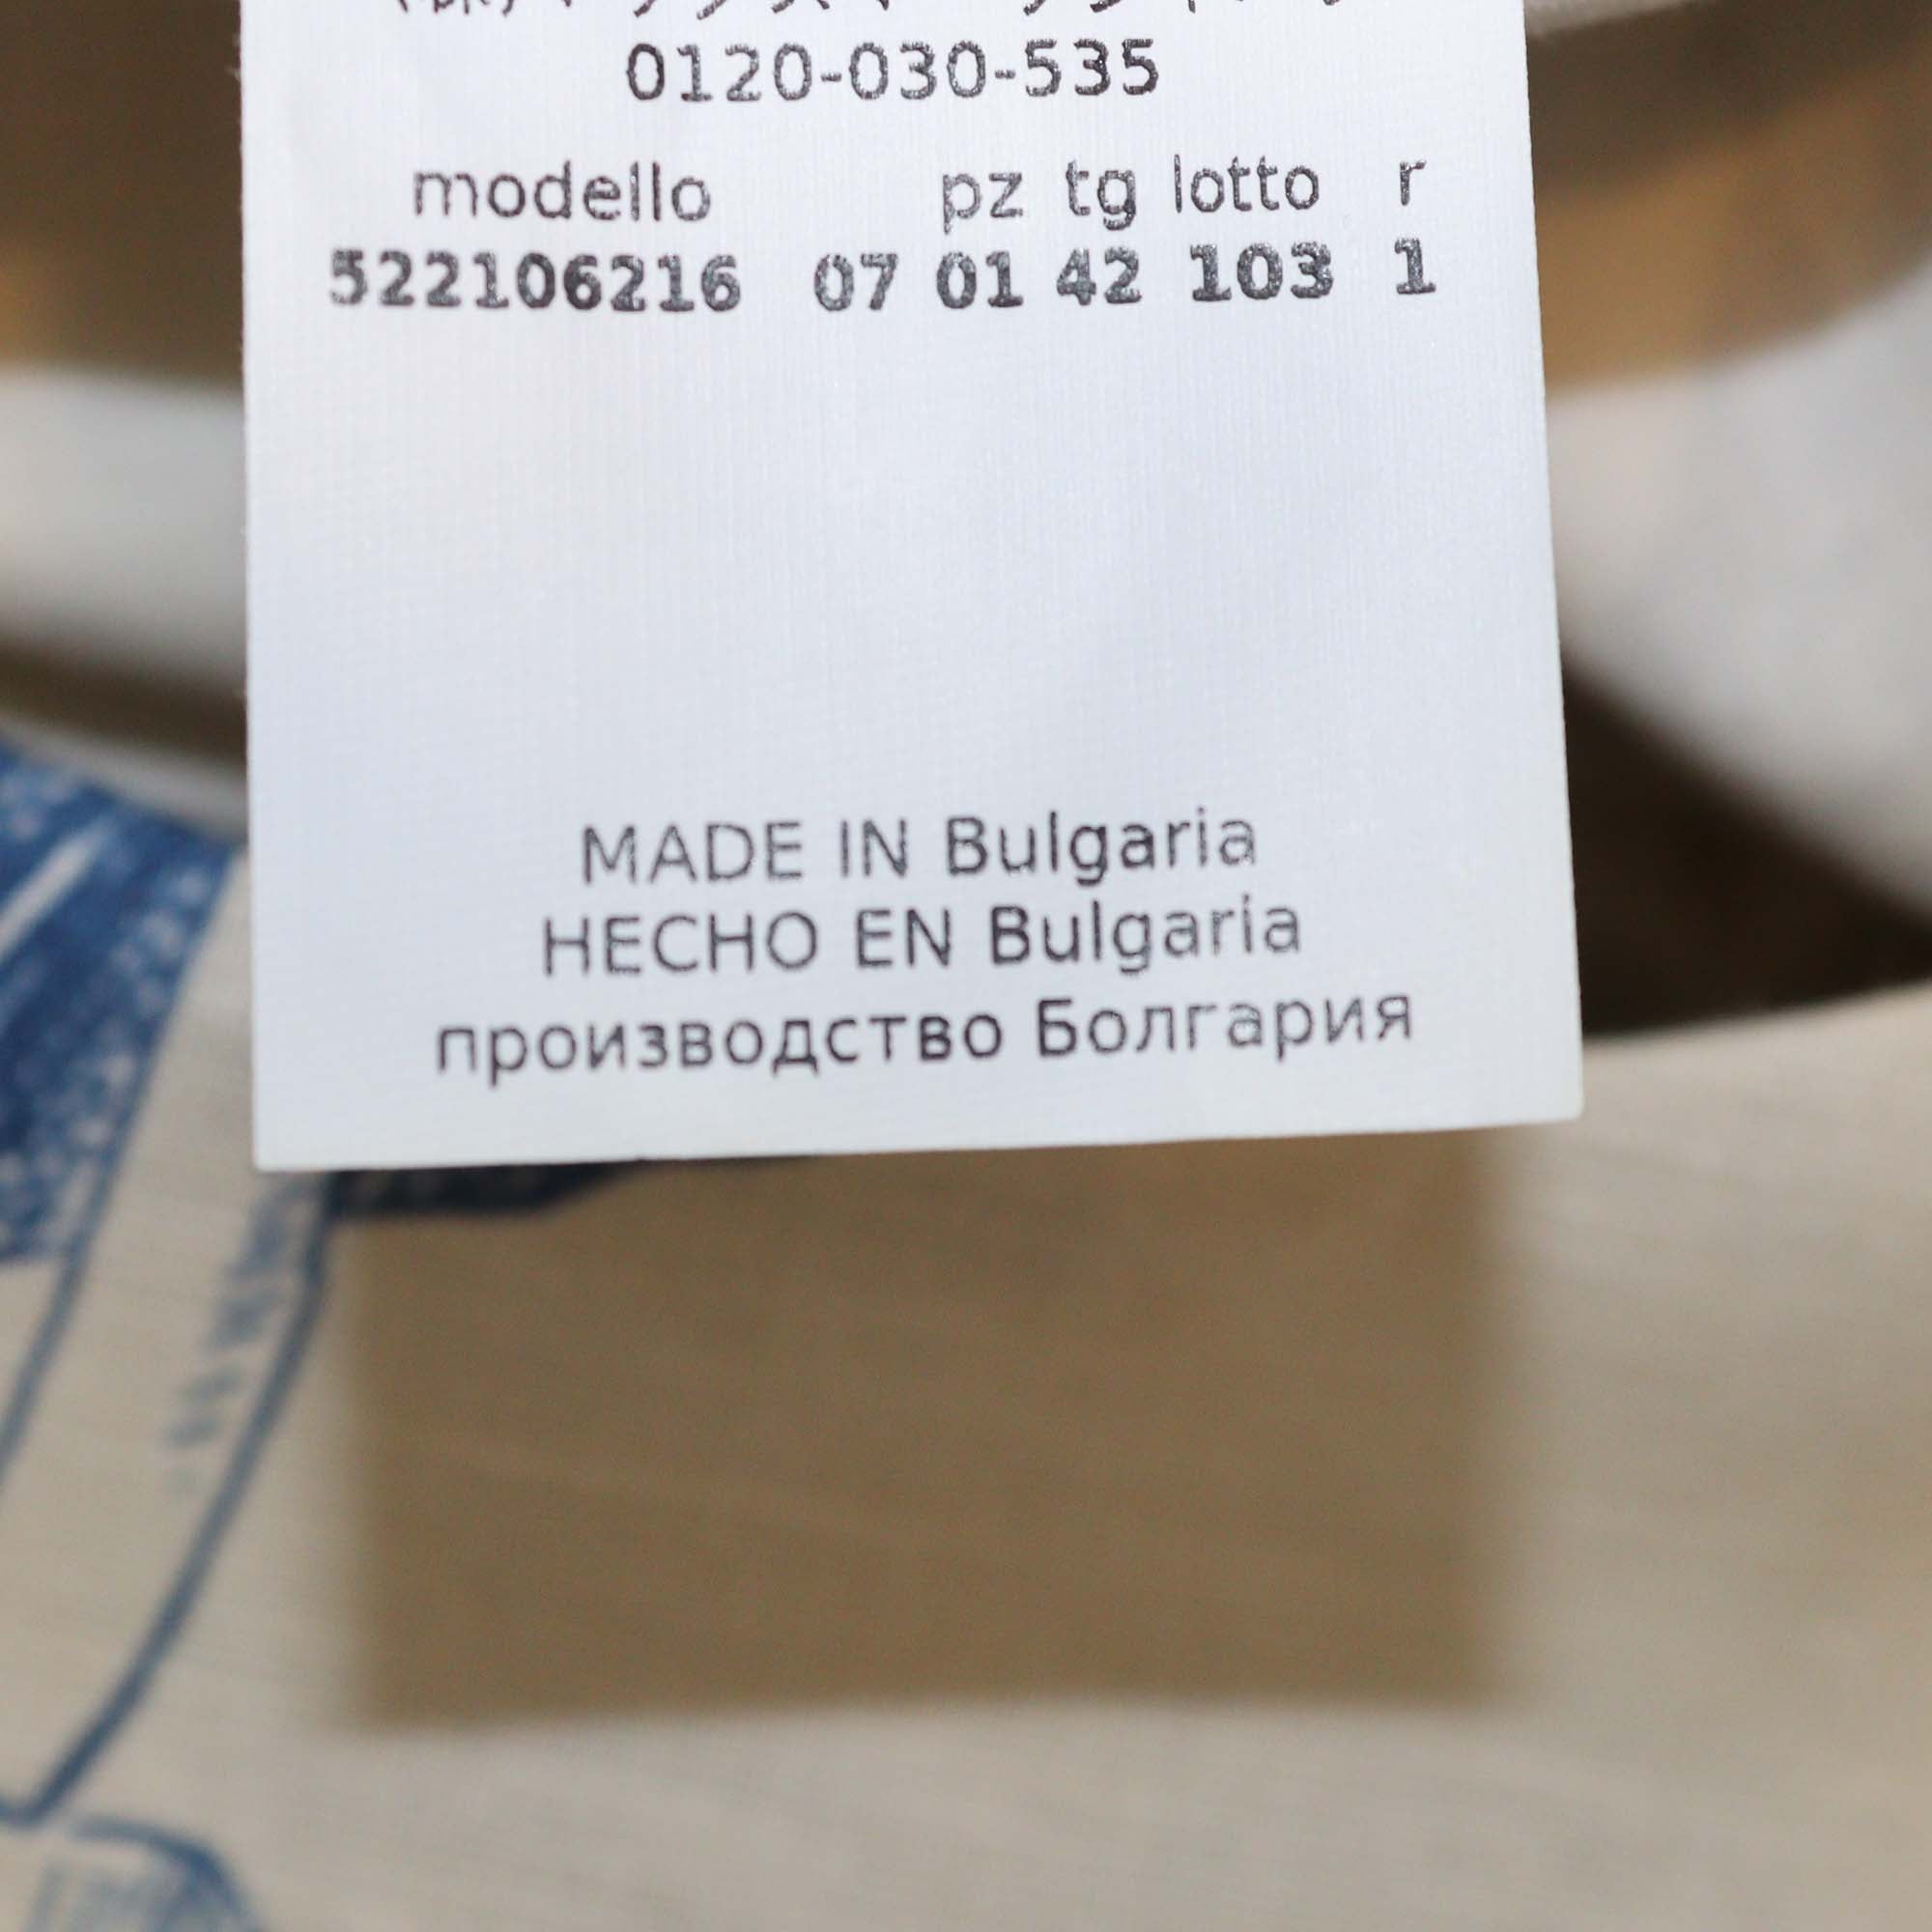 0120-030-535
modello pz tg lotto r
522106216 07 01 42 103 1
MADE IN Bulgaria
HECHO EN Bulgaria
производство Болгария